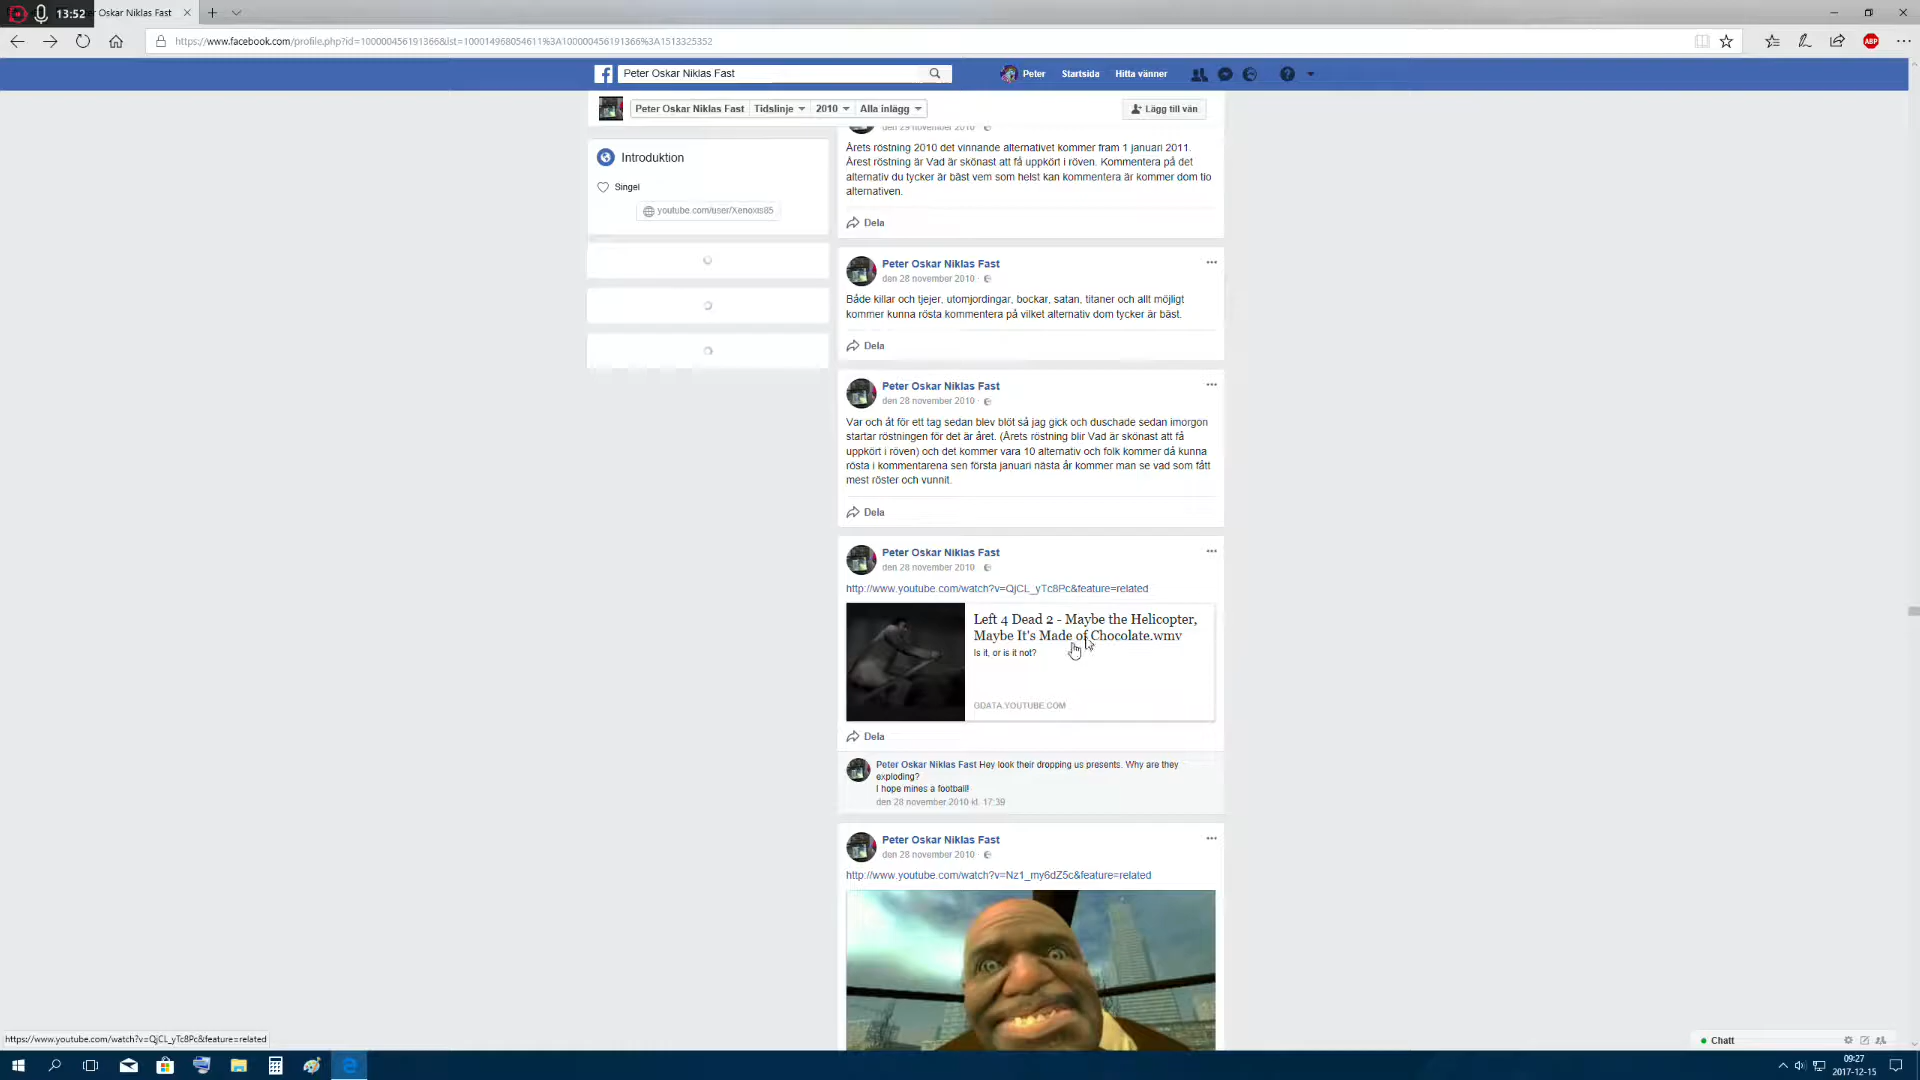 13:52
Oskar Niklas Fast
https://www.facebook.com/profile.php?id=100000456191366&lst=100014968054611%3A100000456191366%3A1513325352
ABP
Peter Oskar Niklas Fast
Peter
Startsida
Hitta vänner
Peter Oskar Niklas Fast
Tidslinje
2010
Alla inlägg
Lägg till vän
Introduktion
Singel
youtube.com/user/Xenoxis85
den 29 november 2010
Årets röstning 2010 det vinnande alternativet kommer fram 1 januari 2011.
Årest röstning är Vad är skönast att få uppkört i röven. Kommentera på det
alternativ du tycker är bäst vem som helst kan kommentera är kommer dom tio
alternativen.
Dela
Peter Oskar Niklas Fast
den 28 november 2010
Både killar och tjejer, utomjordingar, bockar, satan, titaner och allt möjligt
kommer kunna rösta kommentera på vilket alternativ dom tycker är bäst.
Dela
Peter Oskar Niklas Fast
den 28 november 2010
Var och åt för ett tag sedan blev blöt så jag gick och duschade sedan imorgon
startar röstningen för det är året. (Årets röstning blir Vad är skönast att få
uppkört i röven) och det kommer vara 10 alternativ och folk kommer då kunna
rösta i kommentarena sen första januari nästa år kommer man se vad som fått
mest röster och vunnit.
Dela
Peter Oskar Niklas Fast
den 28 november 2010
http://www.youtube.com/watch?v=QjCL_yTc8Pc&feature=related
Left 4 Dead 2 - Maybe the Helicopter,
Maybe It's Made of Chocolate.wmv
Is it, or is it not?
GDATA.YOUTUBE.COM
Dela
Peter Oskar Niklas Fast Hey look their dropping us presents. Why are they
exploding?
I hope mines a football!
den 28 november 2010 kl. 17:39
Peter Oskar Niklas Fast
den 28 november 2010
http://www.youtube.com/watch?v=Nz1_my6dZ5c&feature=related
https://www.youtube.com/watch?v=QjCL_yTc8Pc&feature=related
Chatt
09:27
2017-12-15